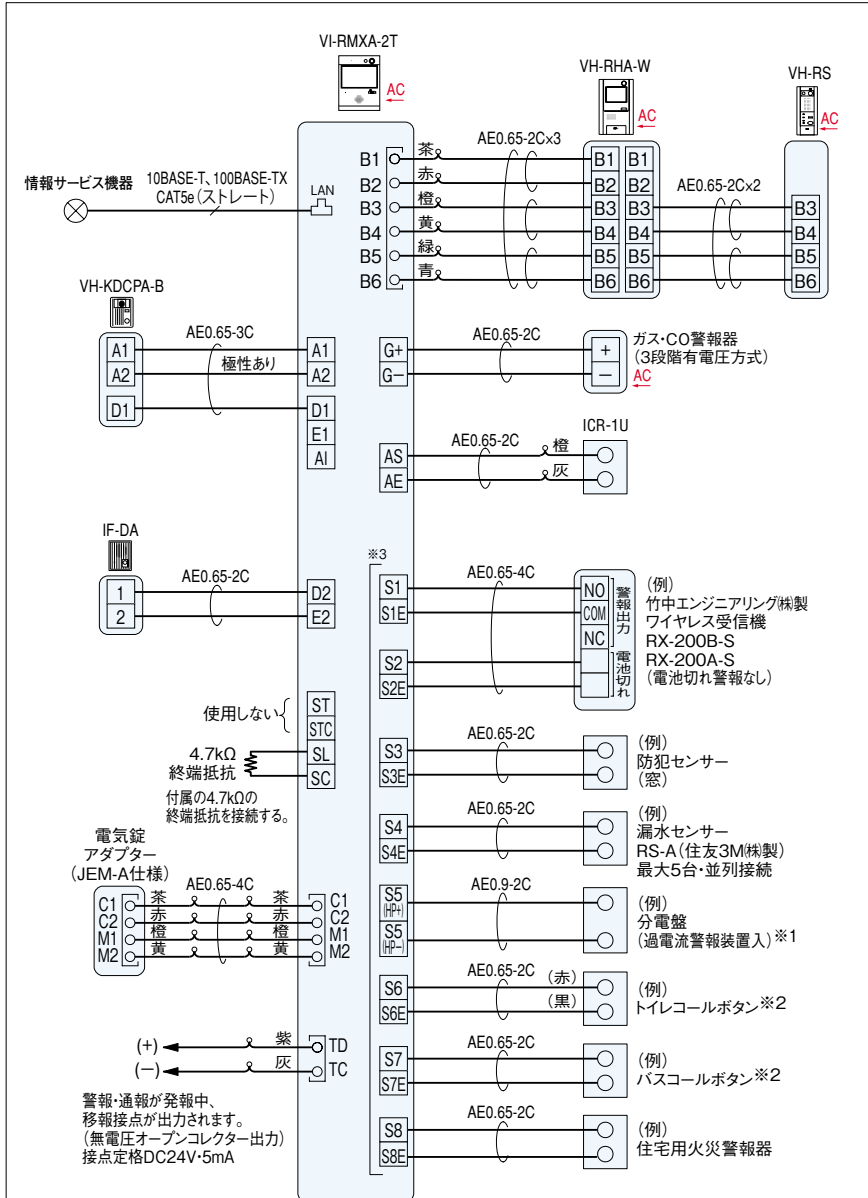 VI-RMXA-2T
AC
VH-RHA-W
AC
VH-RS
AC
情報サービス機器
10BASE-T、100BASE-TX
CAT5e（ストレート）
LAN
B1
B2
B3
B4
B5
B6
茶
赤
橙
黄
緑
青
AE0.65-2C×3
B1 B1
B2 B2
B3 B3
B4 B4
B5 B5
B6 B6
AE0.65-2C×2
B3
B4
B5
B6
VH-KDCPA-B
A1
A2
D1
AE0.65-3C
極性あり
A1
A2
D1
E1
AI
G+
G−
AE0.65-2C
+
−
ガス・CO警報器
（3段階有電圧方式）
AC
AS
AE
AE0.65-2C
橙
灰
ICR-1U
IF-DA
1
2
AE0.65-2C
D2
E2
※3
S1
S1E
S2
S2E
AE0.65-4C
NO
COM
NC
警報出力
電池切れ
（例）
竹中エンジニアリング㈱製
ワイヤレス受信機
RX-200B-S
RX-200A-S
（電池切れ警報なし）
使用しない
ST
STC
SL
SC
4.7kΩ
終端抵抗
付属の4.7kΩの
終端抵抗を接続する。
S3
S3E
AE0.65-2C
（例）
防犯センサー
（窓）
S4
S4E
AE0.65-2C
（例）
漏水センサー
RS-A（住友3M㈱製）
最大5台・並列接続
電気錠
アダプター
（JEM-A仕様）
C1
C2
M1
M2
茶
赤
橙
黄
AE0.65-4C
茶
赤
橙
黄
C1
C2
M1
M2
S5
(HP+)
S5
(HP−)
AE0.9-2C
（例）
分電盤
（過電流警報装置入）※1
S6
S6E
AE0.65-2C
（赤）
（黒）
（例）
トイレコールボタン※2
(+)
(−)
紫
灰
TD
TC
警報・通報が発報中、
移報接点が出力されます。
（無電圧オープンコレクター出力）
接点定格DC24V・5mA
S7
S7E
AE0.65-2C
（例）
バスコールボタン※2
S8
S8E
AE0.65-2C
（例）
住宅用火災警報器